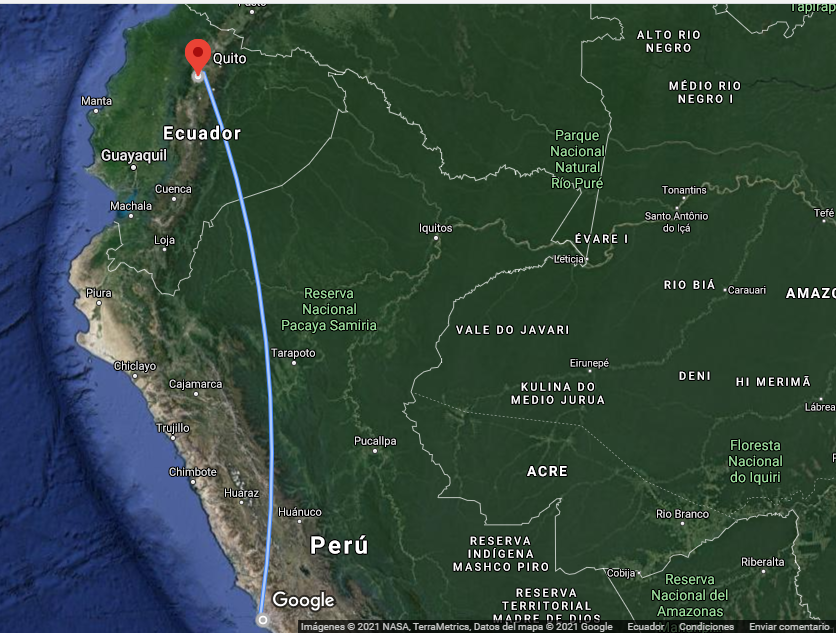 Pasto
Tapirap
ALTO RIO
NEGRO
Quito
MÉDIO RIO
NEGRO I
Manta
Ecuador
Parque
Nacional
Natural
Río Puré
Guayaquil
Cuenca
Tonantins
Machala
Santo Antônio
do Içá
Tefé
Iquitos
Loja
ÉVARE I
Leticia
RIO BIÁ
Carauari
AMAZO
Piura
Reserva
Nacional
Pacaya Samiria
VALE DO JAVARI
Tarapoto
Chiclayo
Eirunepé
DENI
HI MERIMÃ
Cajamarca
KULINA DO
MEDIO JURUA
Lábrea
Trujillo
Pucallpa
Floresta
Nacional
do Iquiri
Chimbote
ACRE
Huaraz
Huánuco
Rio Branco
Perú
RESERVA
INDÍGENA
MASHCO PIRO
Riberalta
Cobija
Reserva
Nacional del
Amazonas
RESERVA
TERRITORIAL
MADRE DE DIOS
Google
Imágenes © 2021 NASA, TerraMetrics, Datos del mapa © 2021 Google Ecuador Condiciones Enviar comentario